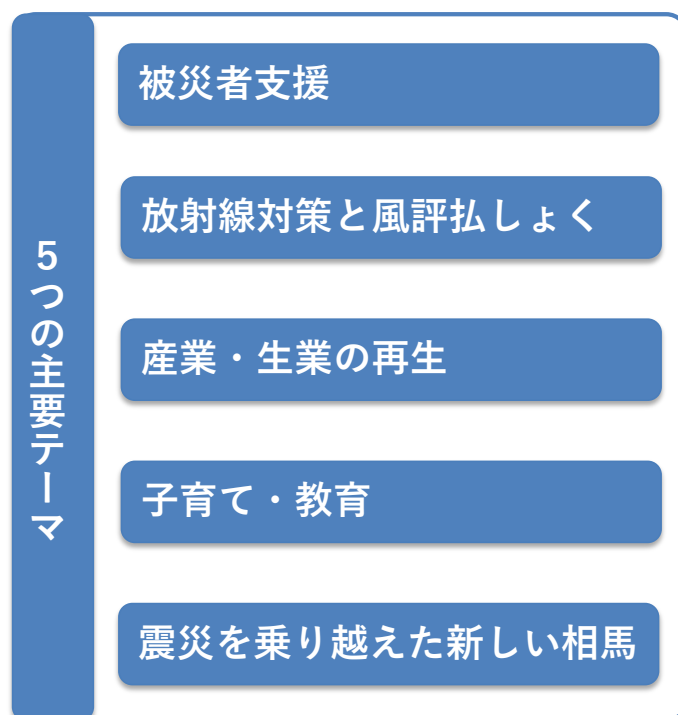 5つの主要テーマ
被災者支援
放射線対策と風評払しょく
産業・生業の再生
子育て・教育
震災を乗り越えた新しい相馬